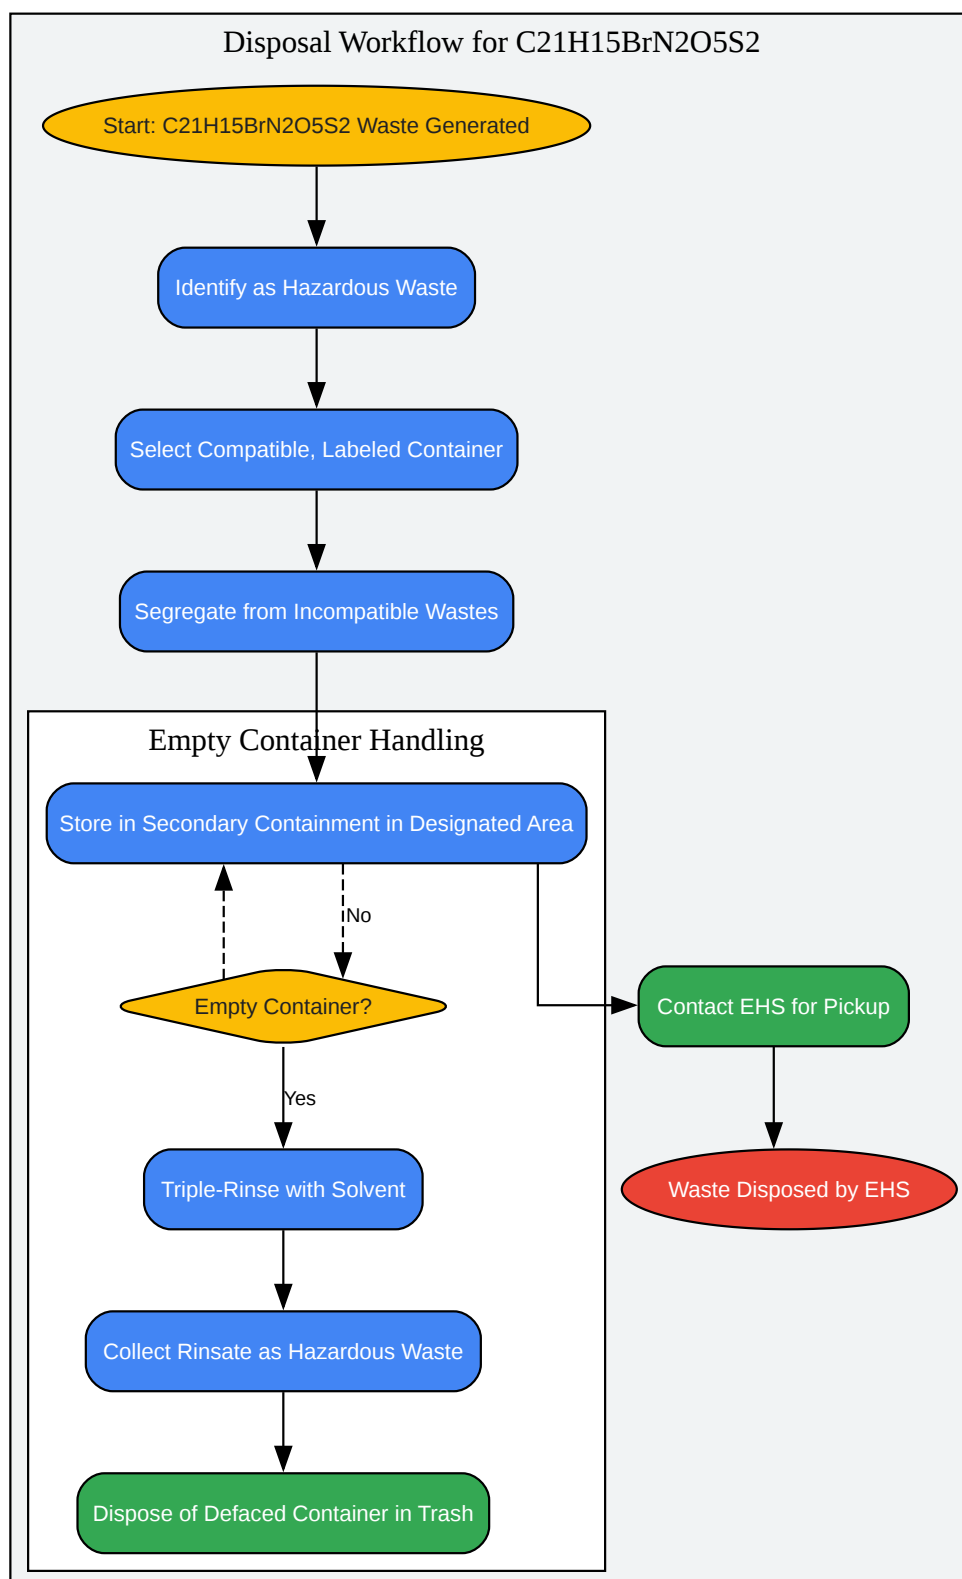 Disposal Workflow for C21H15BrN2O5S2
Start: C21H15BrN2O5S2 Waste Generated
Identify as Hazardous Waste
Select Compatible, Labeled Container
Segregate from Incompatible Wastes
Empty Container Handling
Store in Secondary Containment in Designated Area
No
Empty Container?
Contact EHS for Pickup
Yes
Triple-Rinse with Solvent
Waste Disposed by EHS
Collect Rinsate as Hazardous Waste
Dispose of Defaced Container in Trash